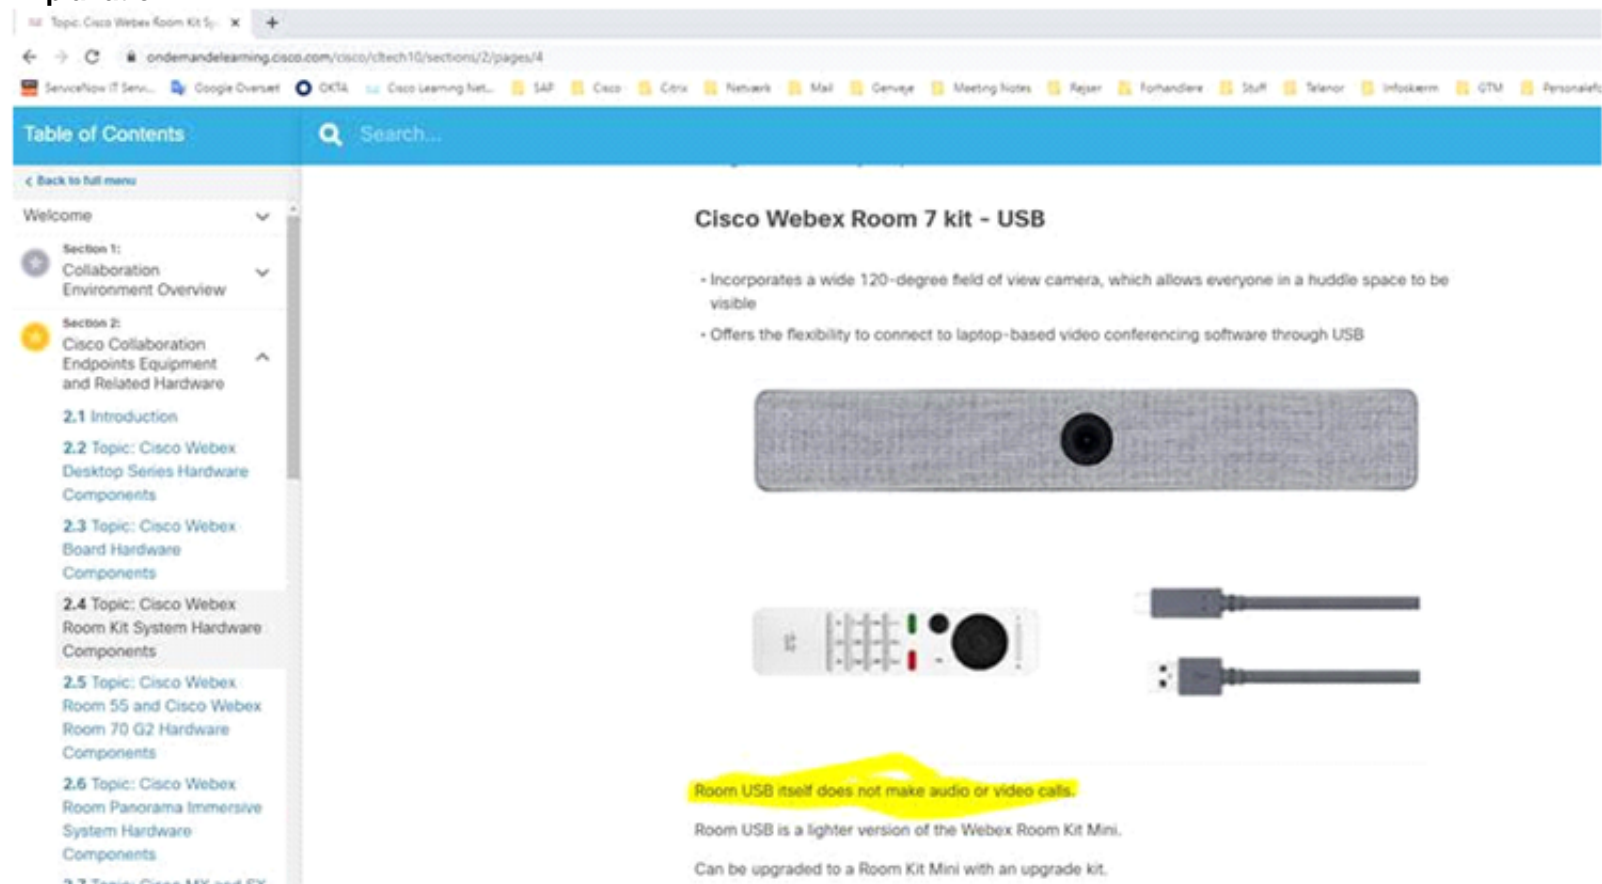 Topic: Cisco Webex Room Kit Sy
ondemandelearning.cisco.com/cisco/cltech10/sections/2/pages/4
ServiceNow IT Servi... Google Oversæt OKTA Cisco Learning Net... SAP Cisco Citrix Netværk Mail Genveje Meeting Notes Rejser Forhandlere Stuff Telenor Infoskærm GTM Personalefo
Table of Contents
Search...
< Back to full menu
Welcome
Section 1:
Collaboration
Environment Overview
Section 2:
Cisco Collaboration
Endpoints Equipment
and Related Hardware
2.1 Introduction
2.2 Topic: Cisco Webex
Desktop Series Hardware
Components
2.3 Topic: Cisco Webex
Board Hardware
Components
2.4 Topic: Cisco Webex
Room Kit System Hardware
Components
2.5 Topic: Cisco Webex
Room 55 and Cisco Webex
Room 70 G2 Hardware
Components
2.6 Topic: Cisco Webex
Room Panorama Immersive
System Hardware
Components
Cisco Webex Room 7 kit - USB
• Incorporates a wide 120-degree field of view camera, which allows everyone in a huddle space to be
visible
• Offers the flexibility to connect to laptop-based video conferencing software through USB
Room USB itself does not make audio or video calls.
Room USB is a lighter version of the Webex Room Kit Mini.
Can be upgraded to a Room Kit Mini with an upgrade kit.